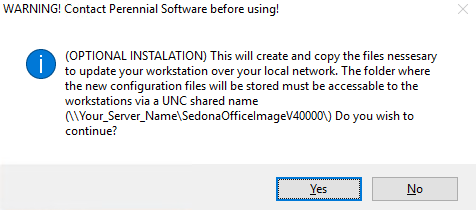 WARNING! Contact Perennial Software before using!
(OPTIONAL INSTALATION) This will create and copy the files nessesary
to update your workstation over your local network. The folder where
the new configuration files will be stored must be accessable to the
workstations via a UNC shared name
(\\Your_Server_Name\SedonaOfficeImageV40000\) Do you wish to
continue?
Yes
No